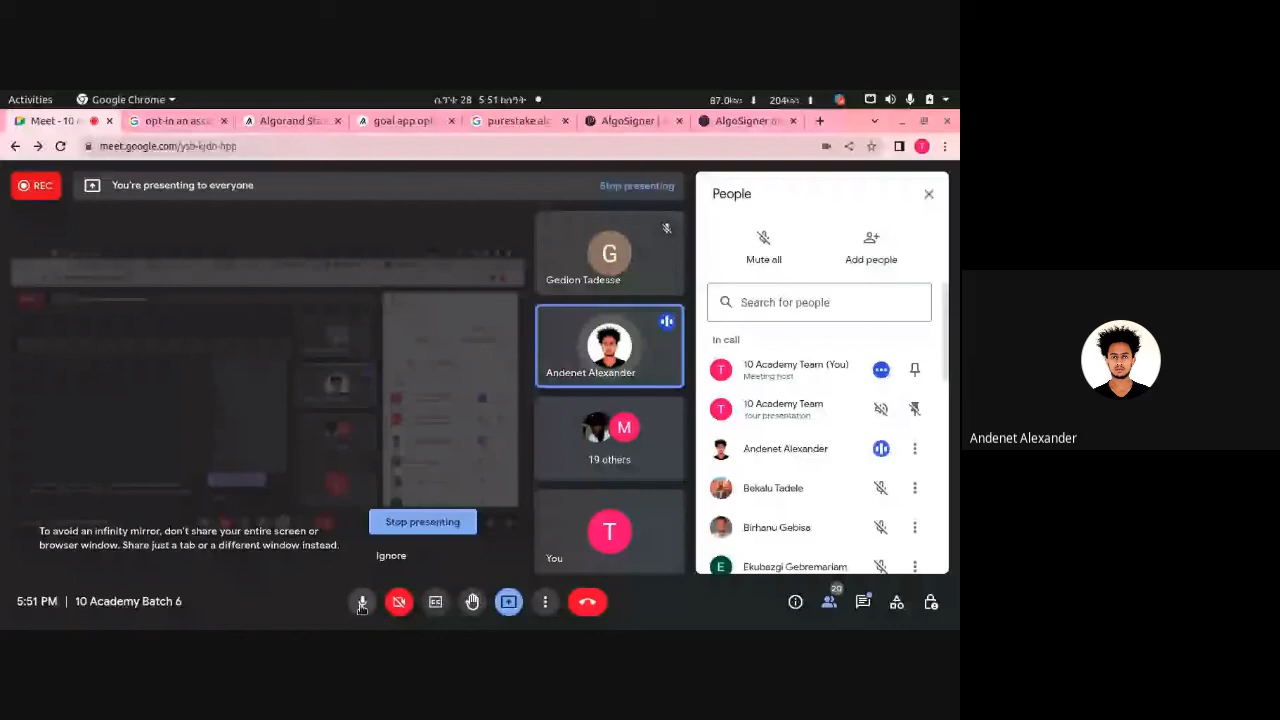 Activities
Google Chrome
87.0kb/s
204kb/s
Meet - 10
opt-in an ass
Algorand Sta
goal app opt
purestake al
AlgoSigner
AlgoSigner
meet.google.com/ysb-kjdn-hpp
REC
You're presenting to everyone
Stop presenting
G
Gedion Tadesse
Andenet Alexander
M
19 others
T
You
To avoid an infinity mirror, don't share your entire screen or
browser window. Share just a tab or a different window instead.
Stop presenting
Ignore
People
Mute all
Add people
Search for people
In call
T
10 Academy Team (You)
Meeting host
T
10 Academy Team
Your presentation
Andenet Alexander
Bekalu Tadele
Birhanu Gebisa
E
Ekubazgi Gebremariam
5:51 PM | 10 Academy Batch 6
20
Andenet Alexander